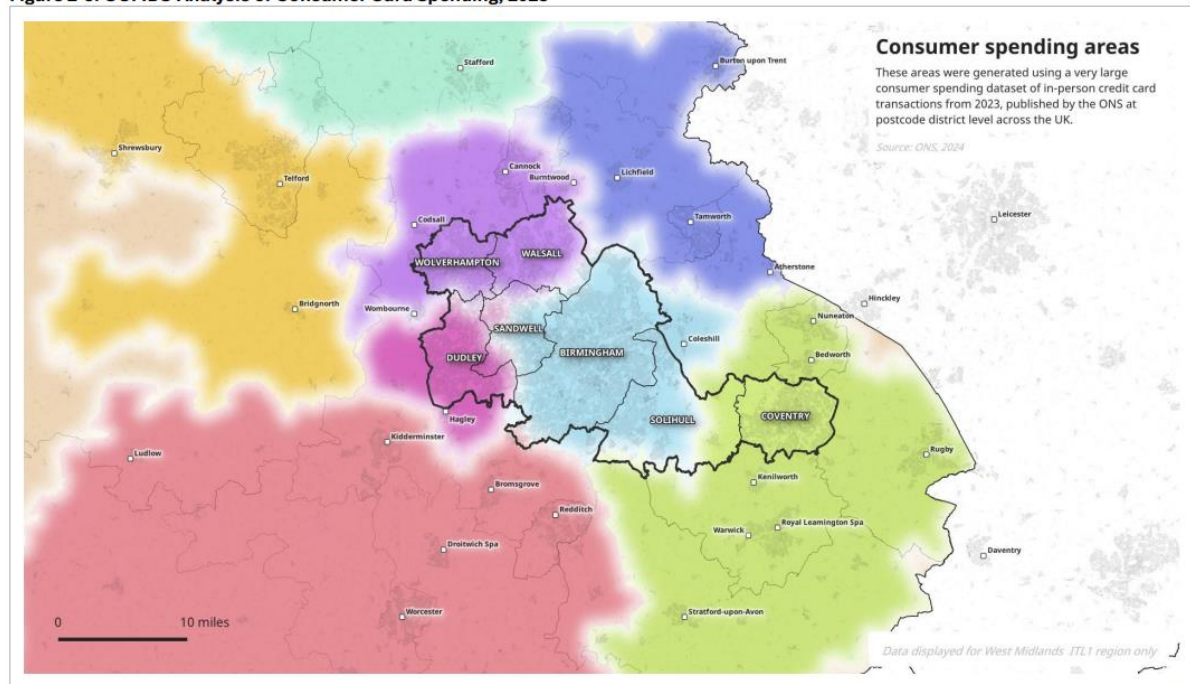 Consumer spending areas
These areas were generated using a very large
consumer spending dataset of in-person credit card
transactions from 2023, published by the ONS at
postcode district level across the UK.
Source: ONS, 2024
Burton upon Trent
Stafford
Shrewsbury
Telford
Cannock
Burntwood
Lichfield
Codsall
Tamworth
Leicester
WALSALL
WOLVERHAMPTON
Atherstone
Bridgnorth
Wombourne
Hinckley
Nuneaton
SANDWELL
Coleshill
BIRMINGHAM
DUDLEY
Bedworth
Hagley
SOLIHULL
COVENTRY
Kidderminster
Ludlow
Rugby
Bromsgrove
Kenilworth
Redditch
Warwick
Royal Leamington Spa
Droitwich Spa
Daventry
Worcester
Stratford-upon-Avon
0 10 miles
Data displayed for West Midlands ITL1 region only